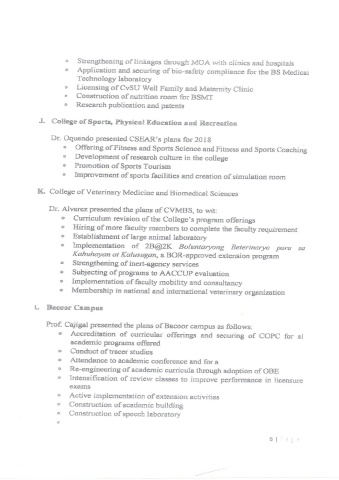 ° Strengthening of linkages through MOA with clinics and hospitals
° Application and securing of bio-safety compliance for the BS Medical
Technology laboratory
° Licensing of CvSU Well Family and Maternity Clinic
° Construction of nutrition room for BSMT
° Research publication and patents
J. College of Sports, Physical Education and Recreation
Dr. Oquendo presented CSEAR's plans for 2018
° Offering of Fitness and Sports Science and Fitness and Sports Coaching
° Development of research culture in the college
° Promotion of Sports Tourism
° Improvement of sports facilities and creation of simulation room
K. College of Veterinary Medicine and Biomedical Sciences
Dr. Alvarez presented the plans of CVMBS, to wit:
° Curriculum revision of the College's program offerings
° Hiring of more faculty members to complete the faculty requirement
° Establishment of large animal laboratory
° Implementation of 2B@2K Boluntaryong Beterinaryo para sa
Kabuhayan at Kalusugan, a BOR-approved extension program
° Strengthening of inert-agency services
° Subjecting of programs to AACCUP evaluation
° Implementation of faculty mobility and consultancy
° Membership in national and international veterinary organization
L. Bacoor Campus
Prof. Cajigal presented the plans of Bacoor campus as follows:
° Accreditation of curricular offerings and securing of COPC for al
academic programs offered
° Conduct of tracer studies
° Attendance to academic conference and for a
° Re-engineering of academic curricula through adoption of OBE
° Intensification of review classes to improve performance in licensure
exams
° Active implementation of extension activities
° Construction of academic building
° Construction of speech laboratory
°
6 |